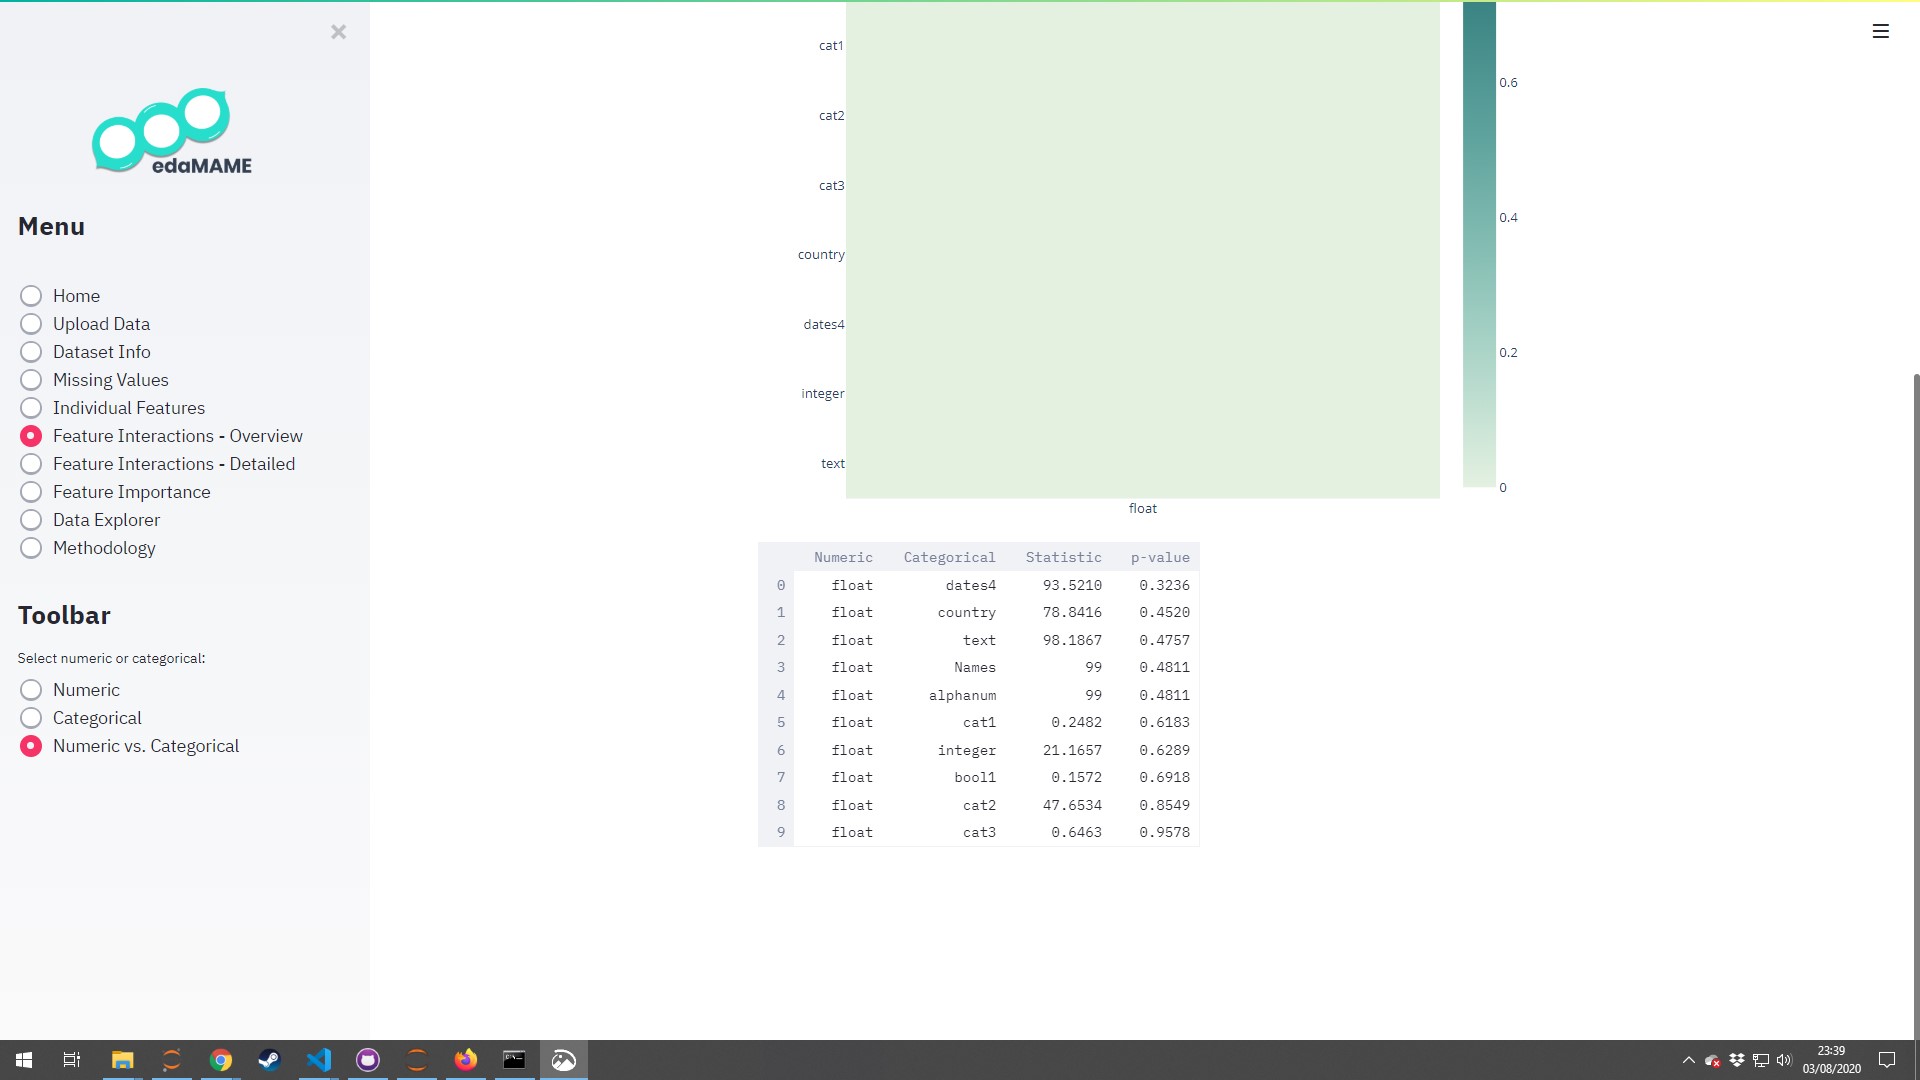 edaMAME
Menu
Home
Upload Data
Dataset Info
Missing Values
Individual Features
Feature Interactions - Overview
Feature Interactions - Detailed
Feature Importance
Data Explorer
Methodology
Toolbar
Select numeric or categorical:
Numeric
Categorical
Numeric vs. Categorical
cat1
cat2
cat3
country
dates4
integer
text
float
0.6
0.4
0.2
0
Numeric Categorical Statistic p-value
0 float dates4 93.5210 0.3236
1 float country 78.8416 0.4520
2 float text 98.1867 0.4757
3 float Names 99 0.4811
4 float alphanum 99 0.4811
5 float cat1 0.2482 0.6183
6 float integer 21.1657 0.6289
7 float bool1 0.1572 0.6918
8 float cat2 47.6534 0.8549
9 float cat3 0.6463 0.9578
23:39
03/08/2020